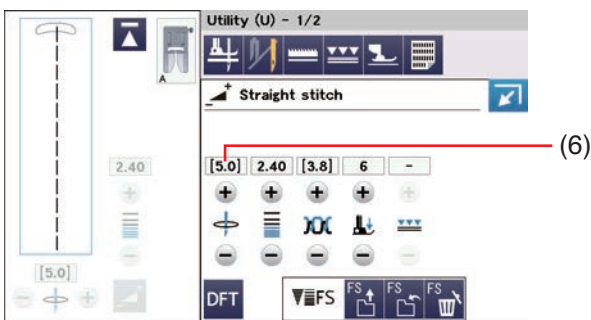 Utility (U) - 1/2
A
+ Straight stitch
(6)
[5.0] 2.40 [3.8] 6 -
2.40
[5.0]
DFT FS FS FS FS